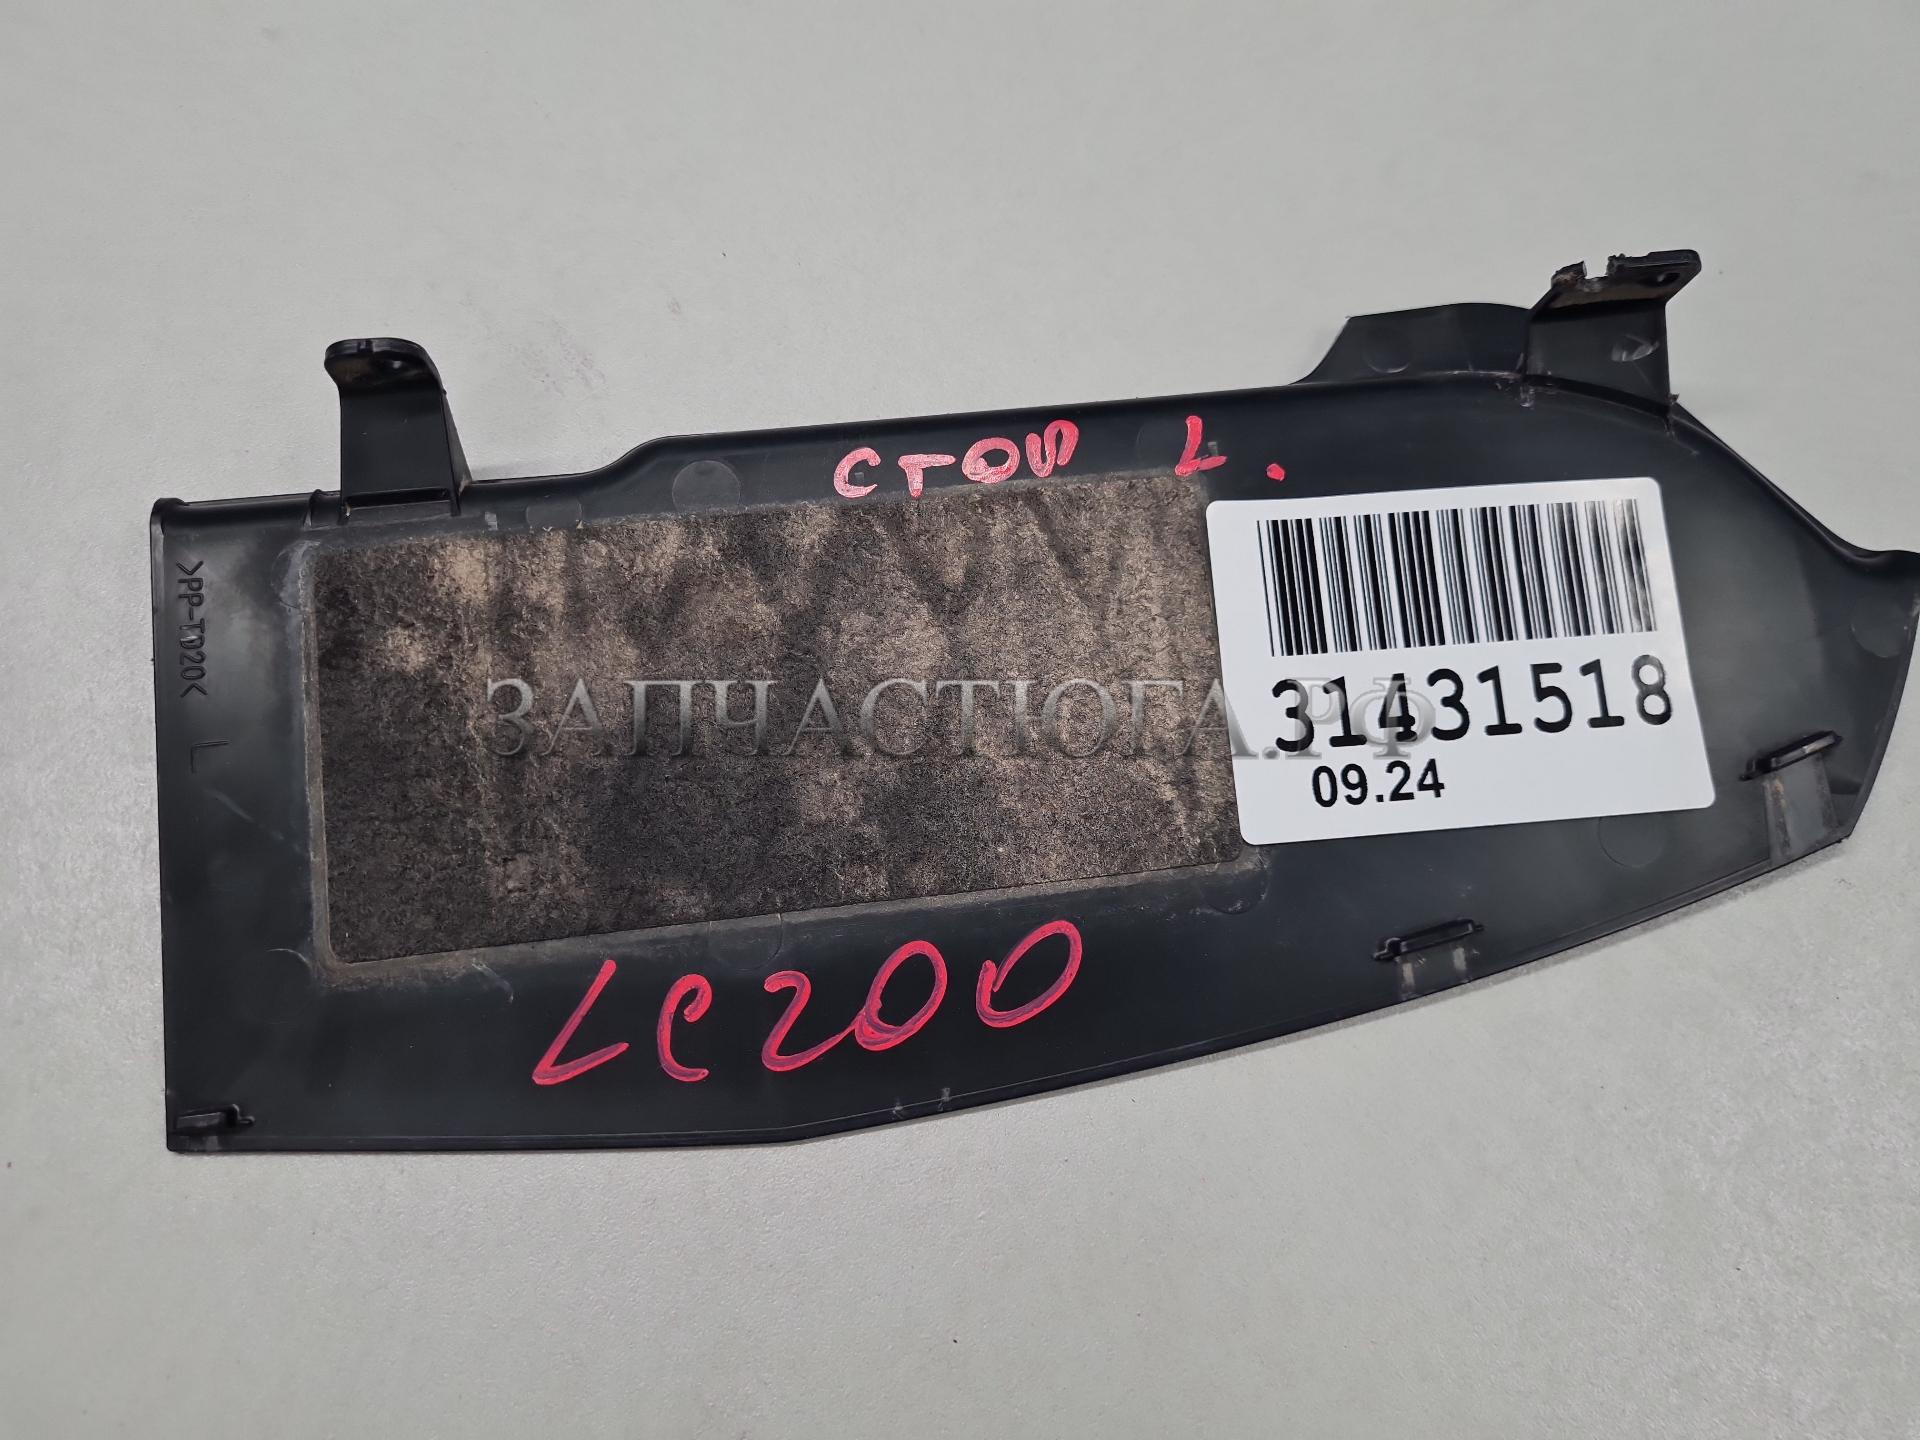 СТОП L.
>PP-TD20<
L
31431518
09.24
ЗАПЧАСТЮГА.РФ
LC200